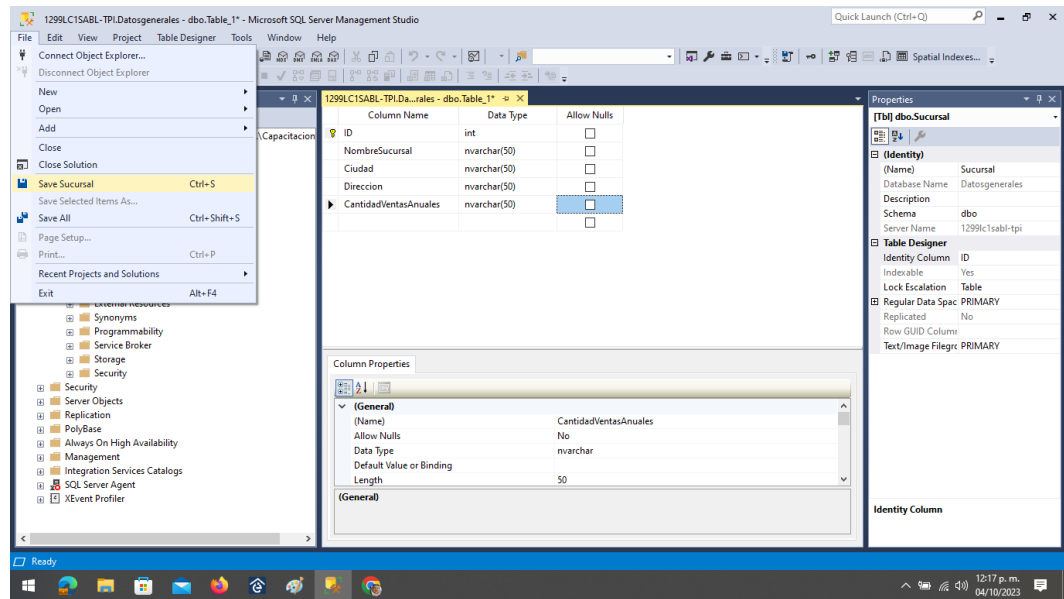 1299LC1SABL-TPI.Datosgenerales - dbo.Table_1* - Microsoft SQL Server Management Studio
Quick Launch (Ctrl+Q)
File Edit View Project Table Designer Tools Window Help
Connect Object Explorer...
Disconnect Object Explorer
New
Open
Add
Close
Close Solution
Save Sucursal Ctrl+S
Save Selected Items As...
Save All Ctrl+Shift+S
Page Setup...
Print... Ctrl+P
Recent Projects and Solutions
Exit Alt+F4
Spatial Indexes...
\Capacitacion
External Resources
Synonyms
Programmability
Service Broker
Storage
Security
Security
Server Objects
Replication
PolyBase
Always On High Availability
Management
Integration Services Catalogs
SQL Server Agent
XEvent Profiler
1299LC1SABL-TPI.Da...rales - dbo.Table_1*
Column Name Data Type Allow Nulls
ID int
NombreSucursal nvarchar(50)
Ciudad nvarchar(50)
Direccion nvarchar(50)
CantidadVentasAnuales nvarchar(50)
Column Properties
(General)
(Name) CantidadVentasAnuales
Allow Nulls No
Data Type nvarchar
Default Value or Binding
Length 50
(General)
Properties
[Tbl] dbo.Sucursal
(Identity)
(Name) Sucursal
Database Name Datosgenerales
Description
Schema dbo
Server Name 1299lc1sabl-tpi
Table Designer
Identity Column ID
Indexable Yes
Lock Escalation Table
Regular Data Spac PRIMARY
Replicated No
Row GUID Colum
Text/Image Filegr PRIMARY
Identity Column
Ready
12:17 p. m.
04/10/2023